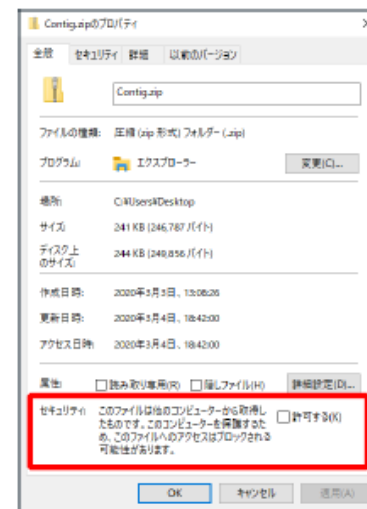 Contig.zipのプロパティ
全般 セキュリティ 詳細 以前のバージョン
Contig.zip
ファイルの種類: 圧縮 (zip 形式) フォルダー (.zip)
プログラム: エクスプローラー 変更(C)...
場所: C:¥Users¥Desktop
サイズ: 241 KB (246,787 バイト)
ディスク上
のサイズ: 244 KB (249,856 バイト)
作成日時: 2020年3月3日、13:08:26
更新日時: 2020年3月4日、18:42:00
アクセス日時: 2020年3月4日、18:42:00
属性: 読み取り専用(R) 隠しファイル(H) 詳細設定(D)...
セキュリティ: このファイルは他のコンピューターから取得し
たものです。このコンピューターを保護するた
め、このファイルへのアクセスはブロックされる
可能性があります。
許可する(K)
OK キャンセル 適用(A)